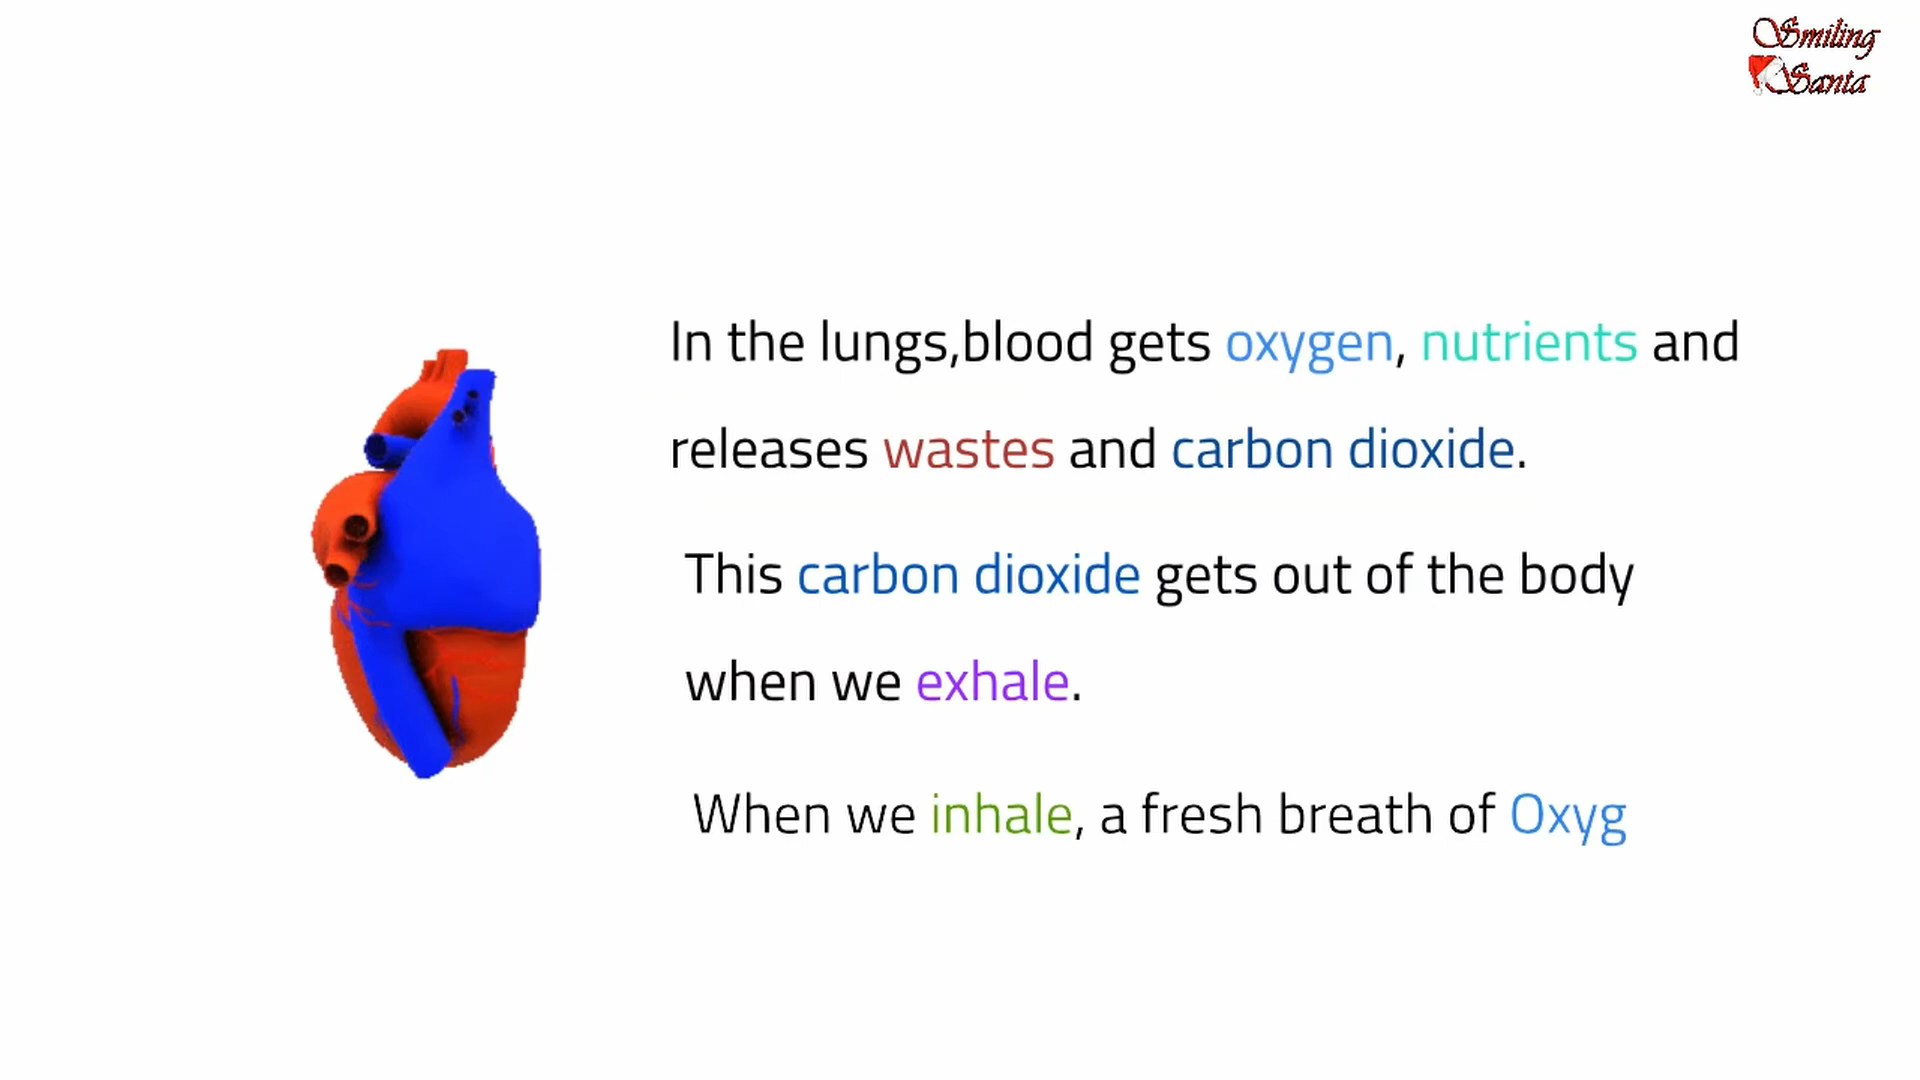 Smiling
Santa
In the lungs,blood gets oxygen, nutrients and
releases wastes and carbon dioxide.
This carbon dioxide gets out of the body
when we exhale.
When we inhale, a fresh breath of Oxyg